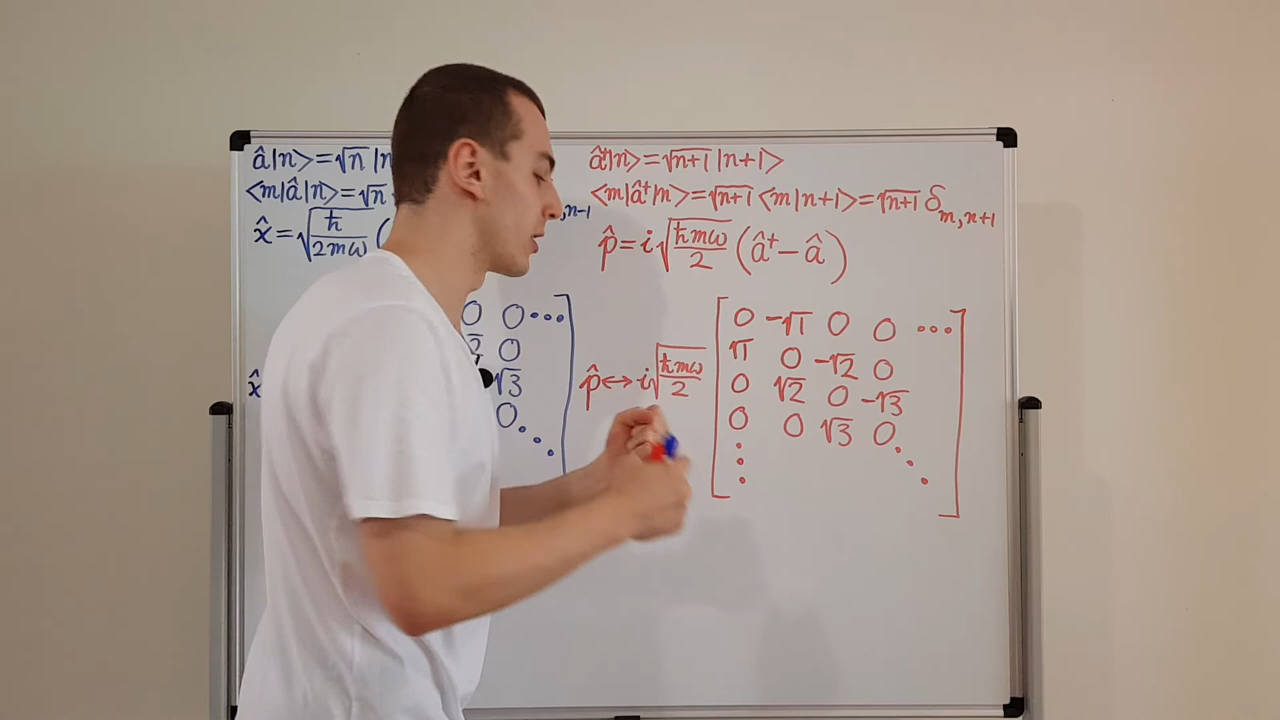 â|n> = √n |n
<m|â|n> = √n
,n-1
x̂ = √(ħ/2mω) (
0 0 ...
2 0
√3
0
x̂
â†|n> = √(n+1) |n+1>
<m|â†|n> = √(n+1) <m|n+1> = √(n+1) δ m,n+1
p̂ = i √(ħmω/2) (â† - â)
p̂ ↔ i √(ħmω/2)
0 -√1 0 0 ...
√1 0 -√2 0
0 √2 0 -√3
0 0 √3 0